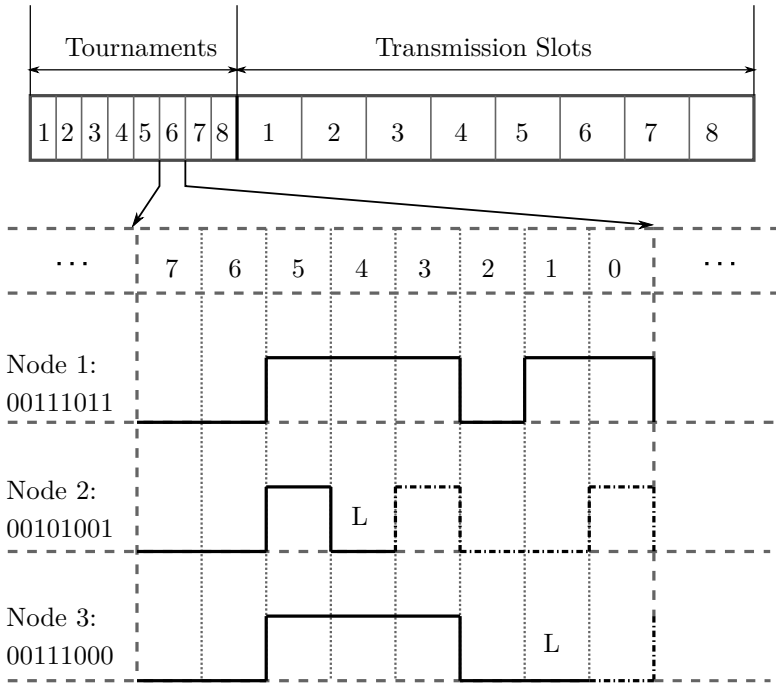 Tournaments Transmission Slots
1 2 3 4 5 6 7 8 1 2 3 4 5 6 7 8
... 7 6 5 4 3 2 1 0 ...
Node 1:
00111011
Node 2:
00101001
L
Node 3:
00111000
L